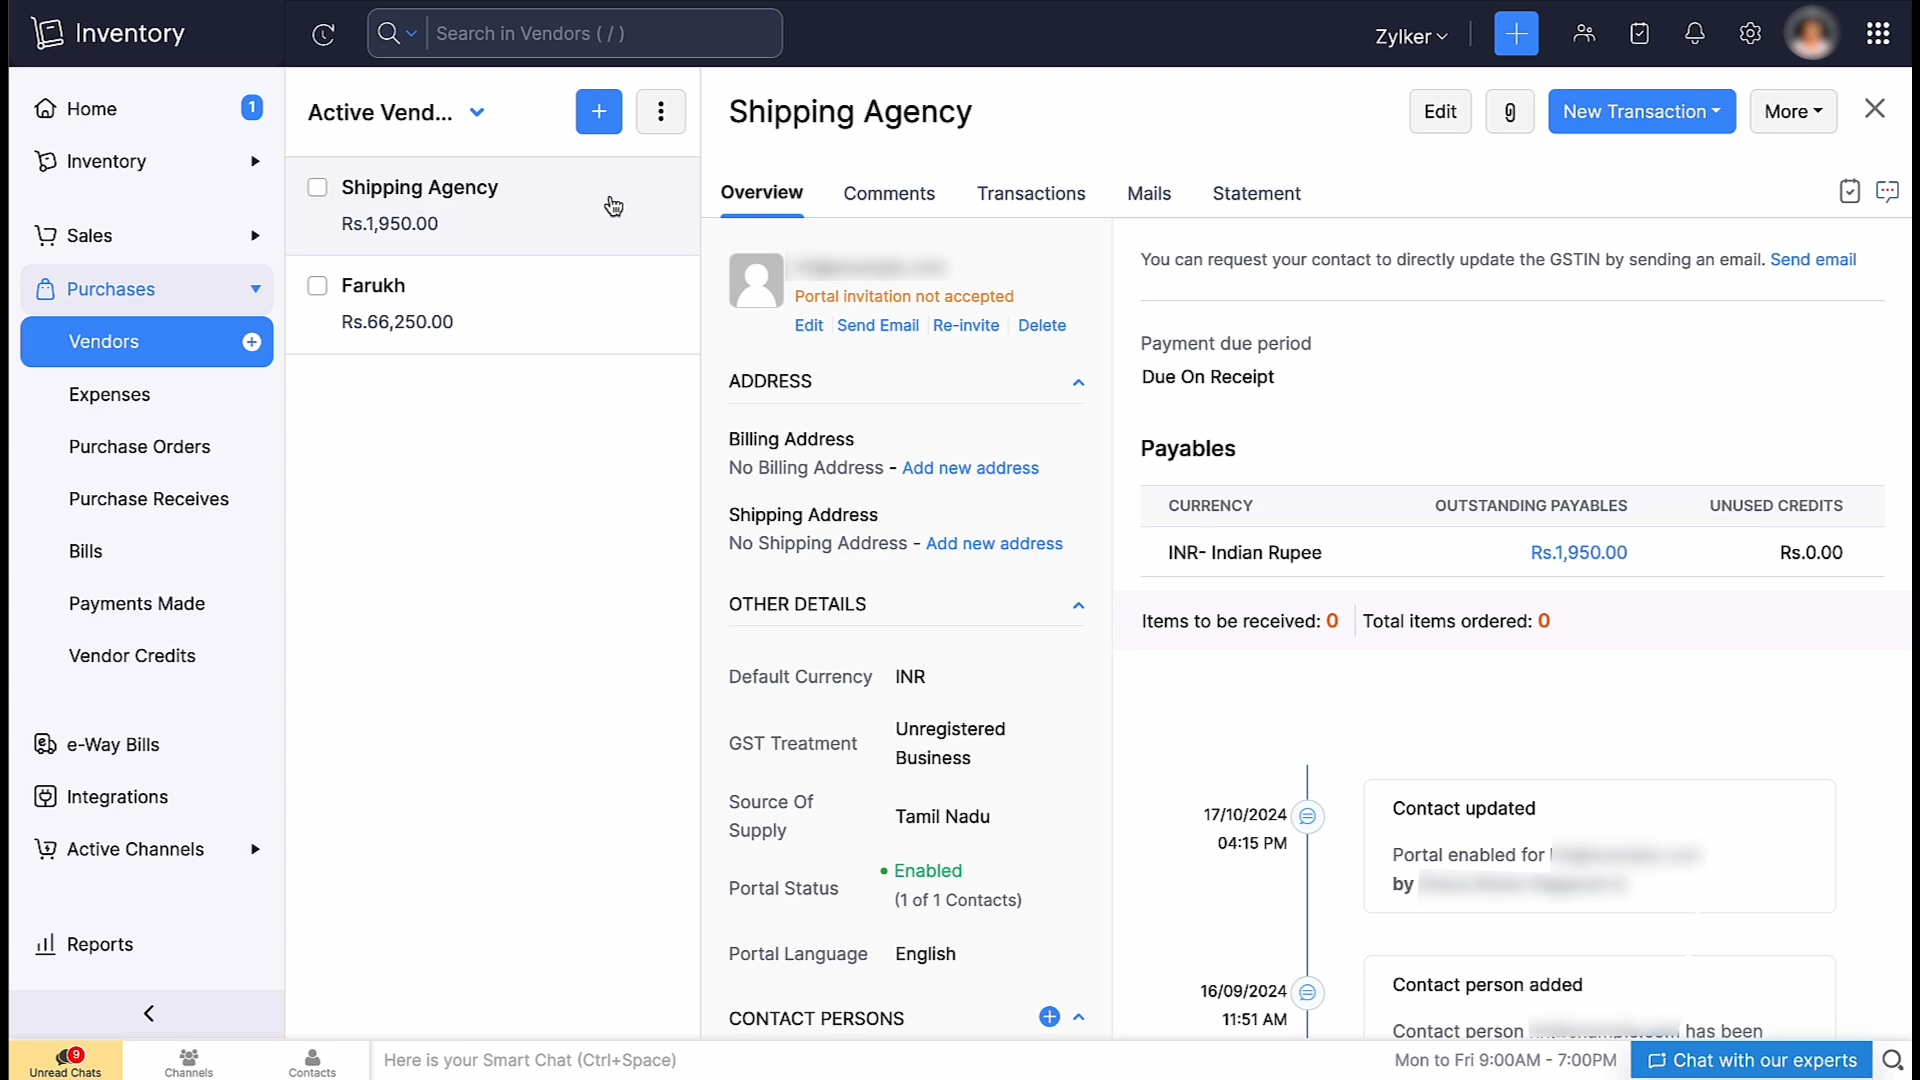 Inventory
Search in Vendors ( / )
Zylker
Home
1
Inventory
Sales
Purchases
Vendors
Expenses
Purchase Orders
Purchase Receives
Bills
Payments Made
Vendor Credits
e-Way Bills
Integrations
Active Channels
Reports
Active Vend...
Shipping Agency
Rs.1,950.00
Farukh
Rs.66,250.00
Shipping Agency
Edit
New Transaction
More
Overview
Comments
Transactions
Mails
Statement
Portal invitation not accepted
Edit
Send Email
Re-invite
Delete
ADDRESS
Billing Address
No Billing Address - Add new address
Shipping Address
No Shipping Address - Add new address
OTHER DETAILS
Default Currency INR
GST Treatment Unregistered Business
Source Of Supply Tamil Nadu
Portal Status Enabled
(1 of 1 Contacts)
Portal Language English
CONTACT PERSONS
You can request your contact to directly update the GSTIN by sending an email. Send email
Payment due period
Due On Receipt
Payables
CURRENCY OUTSTANDING PAYABLES UNUSED CREDITS
INR- Indian Rupee Rs.1,950.00 Rs.0.00
Items to be received: 0 Total items ordered: 0
17/10/2024
04:15 PM
Contact updated
Portal enabled for
by
16/09/2024
11:51 AM
Contact person added
Contact person has been
9
Unread Chats
Channels
Contacts
Here is your Smart Chat (Ctrl+Space)
Mon to Fri 9:00AM - 7:00PM
Chat with our experts